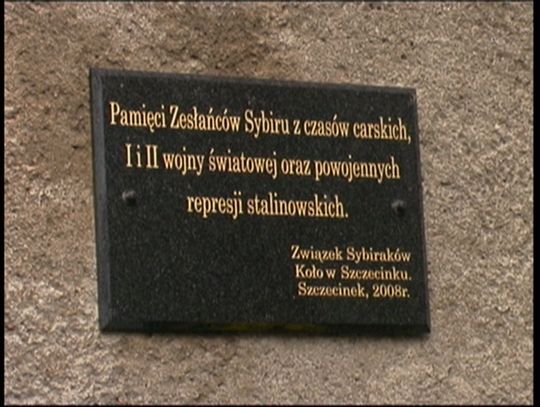 Pamięci Zesłańców Sybiru z czasów carskich,
I i II wojny światowej oraz powojennych
represji stalinowskich.
Związek Sybiraków
Koło w Szczecinku.
Szczecinek, 2008r.